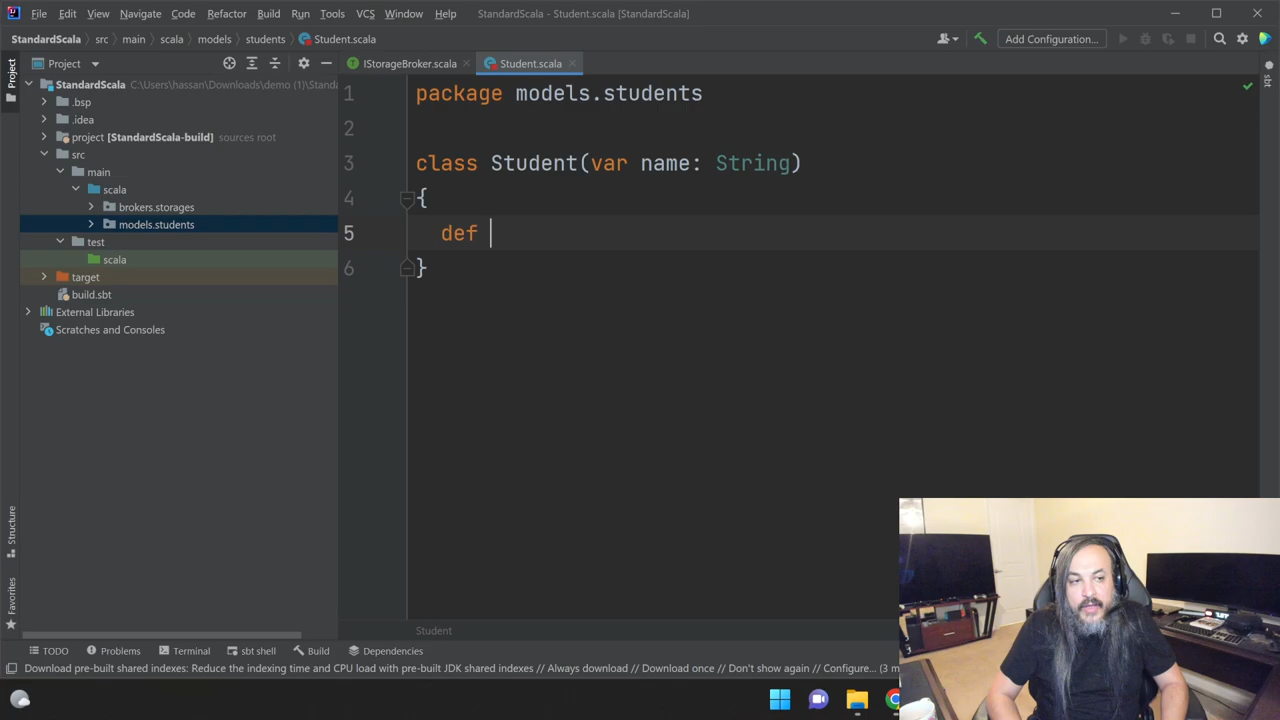 File Edit View Navigate Code Refactor Build Run Tools VCS Window Help StandardScala - Student.scala [StandardScala]
StandardScala src main scala models students Student.scala Add Configuration...
Project IStorageBroker.scala Student.scala
Project
sbt
StandardScala C:\Users\hassan\Downloads\demo (1)\Standa
.bsp
.idea
project [StandardScala-build] sources root
src
main
scala
brokers.storages
models.students
test
scala
target
build.sbt
External Libraries
Scratches and Consoles
1 package models.students
2
3 class Student(var name: String)
4 {
5 def
6 }
Structure
Favorites
Student
TODO Problems Terminal sbt shell Build Dependencies
Download pre-built shared indexes: Reduce the indexing time and CPU load with pre-built JDK shared indexes // Always download // Download once // Don't show again // Configure... (3 m